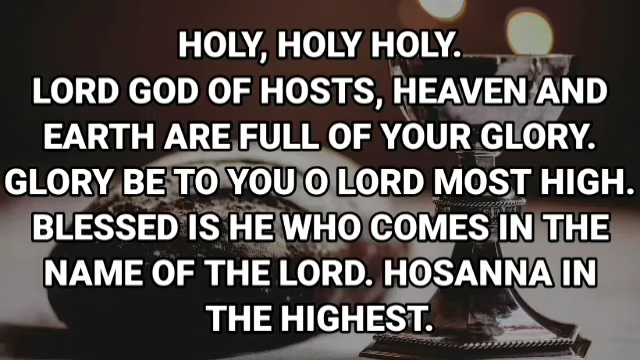 HOLY, HOLY HOLY.
LORD GOD OF HOSTS, HEAVEN AND
EARTH ARE FULL OF YOUR GLORY.
GLORY BE TO YOU O LORD MOST HIGH.
BLESSED IS HE WHO COMES IN THE
NAME OF THE LORD. HOSANNA IN
THE HIGHEST.